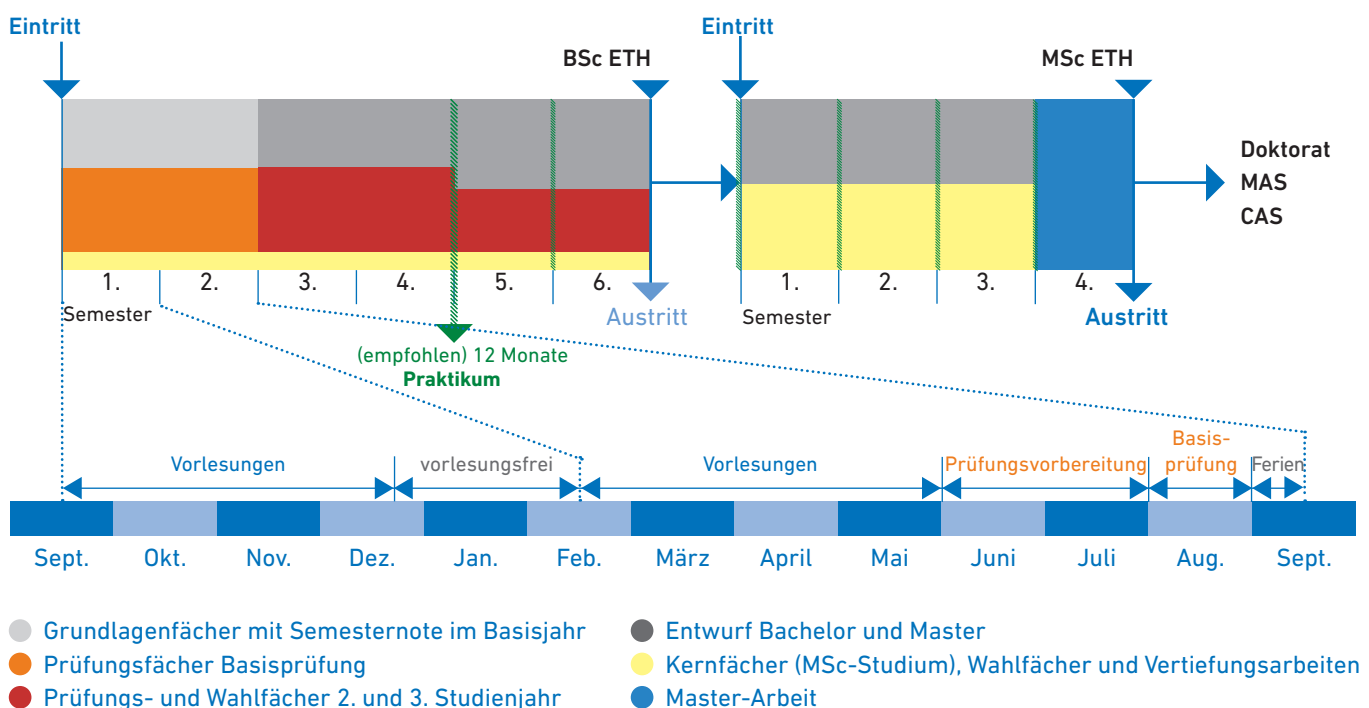 Eintritt
Eintritt
BSc ETH
MSc ETH
Doktorat
MAS
CAS
1. 2. 3. 4. 5. 6.
1. 2. 3. 4.
Semester
Austritt
Semester
Austritt
(empfohlen) 12 Monate
Praktikum
Vorlesungen
vorlesungsfrei
Vorlesungen
Prüfungsvorbereitung
Basis-
prüfung
Ferien
Sept. Okt. Nov. Dez. Jan. Feb. März April Mai Juni Juli Aug. Sept.
Grundlagenfächer mit Semesternote im Basisjahr
Prüfungsfächer Basisprüfung
Prüfungs- und Wahlfächer 2. und 3. Studienjahr
Entwurf Bachelor und Master
Kernfächer (MSc-Studium), Wahlfächer und Vertiefungsarbeiten
Master-Arbeit